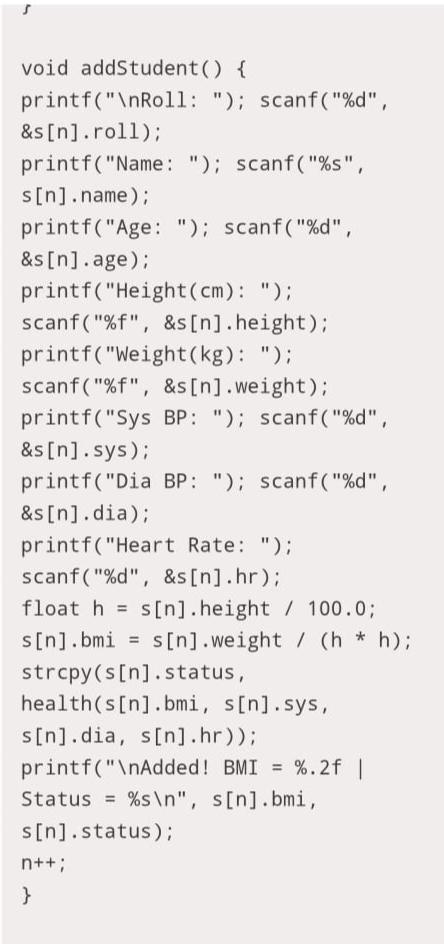 }
void addStudent() {
printf("\nRoll: "); scanf("%d",
&s[n].roll);
printf("Name: "); scanf("%s",
s[n].name);
printf("Age: "); scanf("%d",
&s[n].age);
printf("Height(cm): ");
scanf("%f", &s[n].height);
printf("Weight(kg): ");
scanf("%f", &s[n].weight);
printf("Sys BP: "); scanf("%d",
&s[n].sys);
printf("Dia BP: "); scanf("%d",
&s[n].dia);
printf("Heart Rate: ");
scanf("%d", &s[n].hr);
float h = s[n].height / 100.0;
s[n].bmi = s[n].weight / (h * h);
strcpy(s[n].status,
health(s[n].bmi, s[n].sys,
s[n].dia, s[n].hr));
printf("\nAdded! BMI = %.2f |
Status = %s\n", s[n].bmi,
s[n].status);
n++;
}